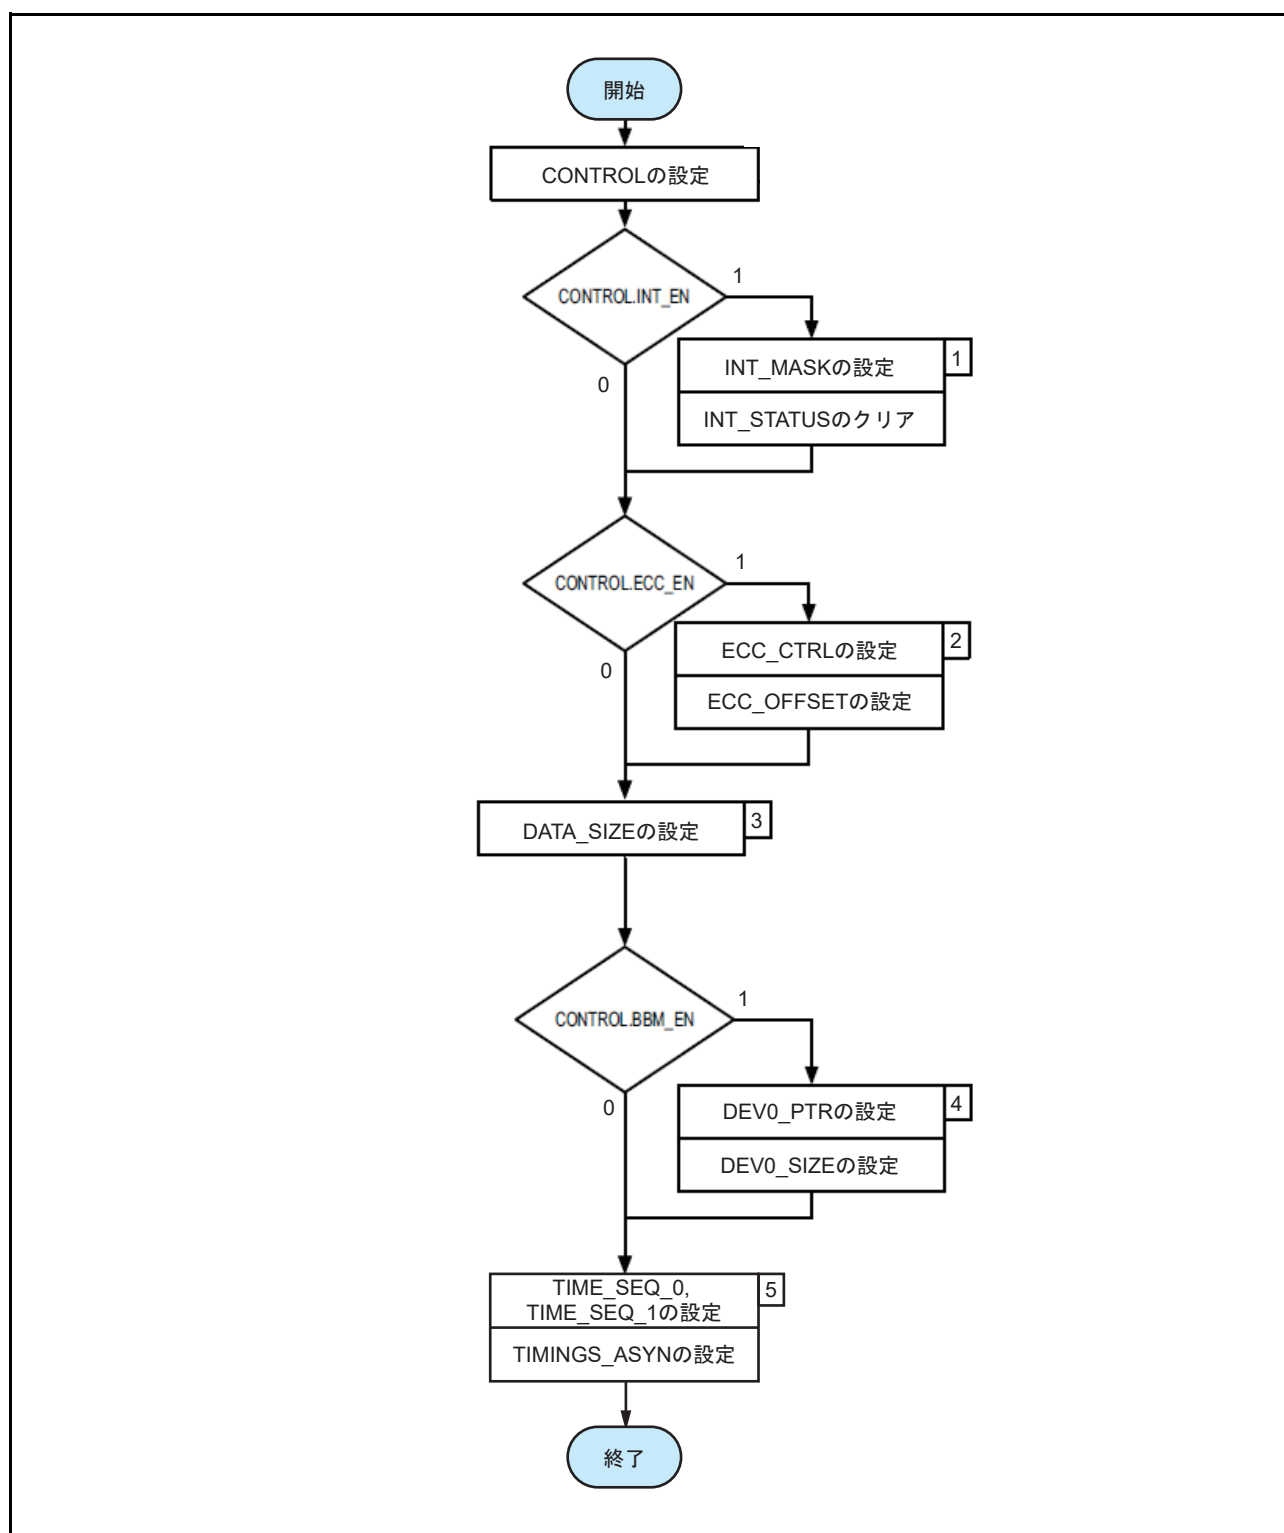 開始
CONTROLの設定
CONTROL.INT_EN
1
INT_MASKの設定
1
0
INT_STATUSのクリア
CONTROL.ECC_EN
1
ECC_CTRLの設定
2
0
ECC_OFFSETの設定
DATA_SIZEの設定
3
CONTROL.BBM_EN
1
DEV0_PTRの設定
4
0
DEV0_SIZEの設定
TIME_SEQ_0,
TIME_SEQ_1の設定
5
TIMINGS_ASYNの設定
終了